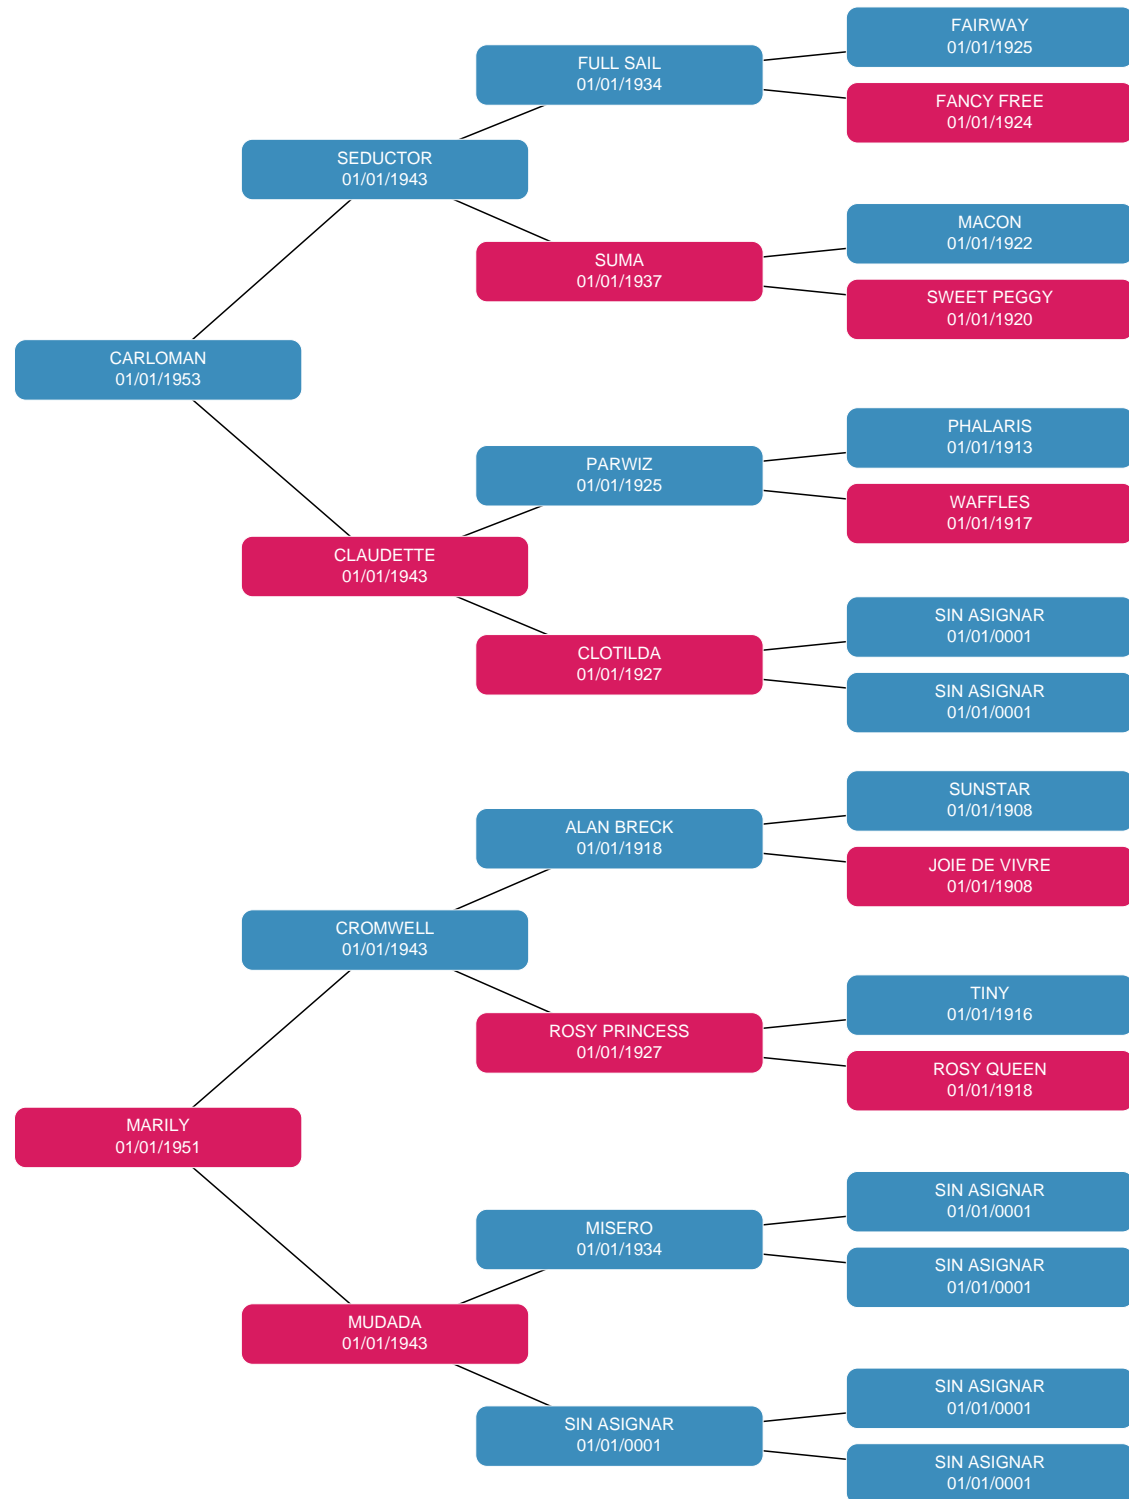 FAIRWAY
01/01/1925
FULL SAIL
01/01/1934
FANCY FREE
01/01/1924
SEDUCTOR
01/01/1943
MACON
01/01/1922
SUMA
01/01/1937
SWEET PEGGY
01/01/1920
CARLOMAN
01/01/1953
PHALARIS
01/01/1913
PARWIZ
01/01/1925
WAFFLES
01/01/1917
CLAUDETTE
01/01/1943
SIN ASIGNAR
01/01/0001
CLOTILDA
01/01/1927
SIN ASIGNAR
01/01/0001
SUNSTAR
01/01/1908
ALAN BRECK
01/01/1918
JOIE DE VIVRE
01/01/1908
CROMWELL
01/01/1943
TINY
01/01/1916
ROSY PRINCESS
01/01/1927
ROSY QUEEN
01/01/1918
MARILY
01/01/1951
SIN ASIGNAR
01/01/0001
MISERO
01/01/1934
SIN ASIGNAR
01/01/0001
MUDADA
01/01/1943
SIN ASIGNAR
01/01/0001
SIN ASIGNAR
01/01/0001
SIN ASIGNAR
01/01/0001